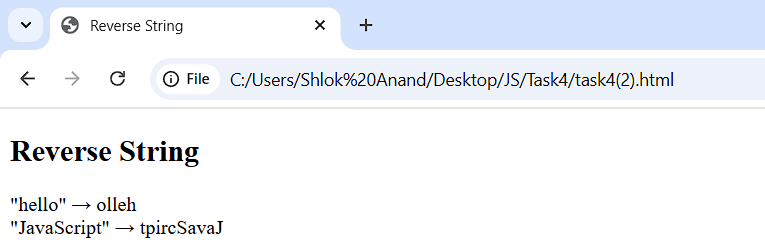 Reverse String
File C:/Users/Shlok%20Anand/Desktop/JS/Task4/task4(2).html
Reverse String
"hello" → olleh
"JavaScript" → tpircSavaJ